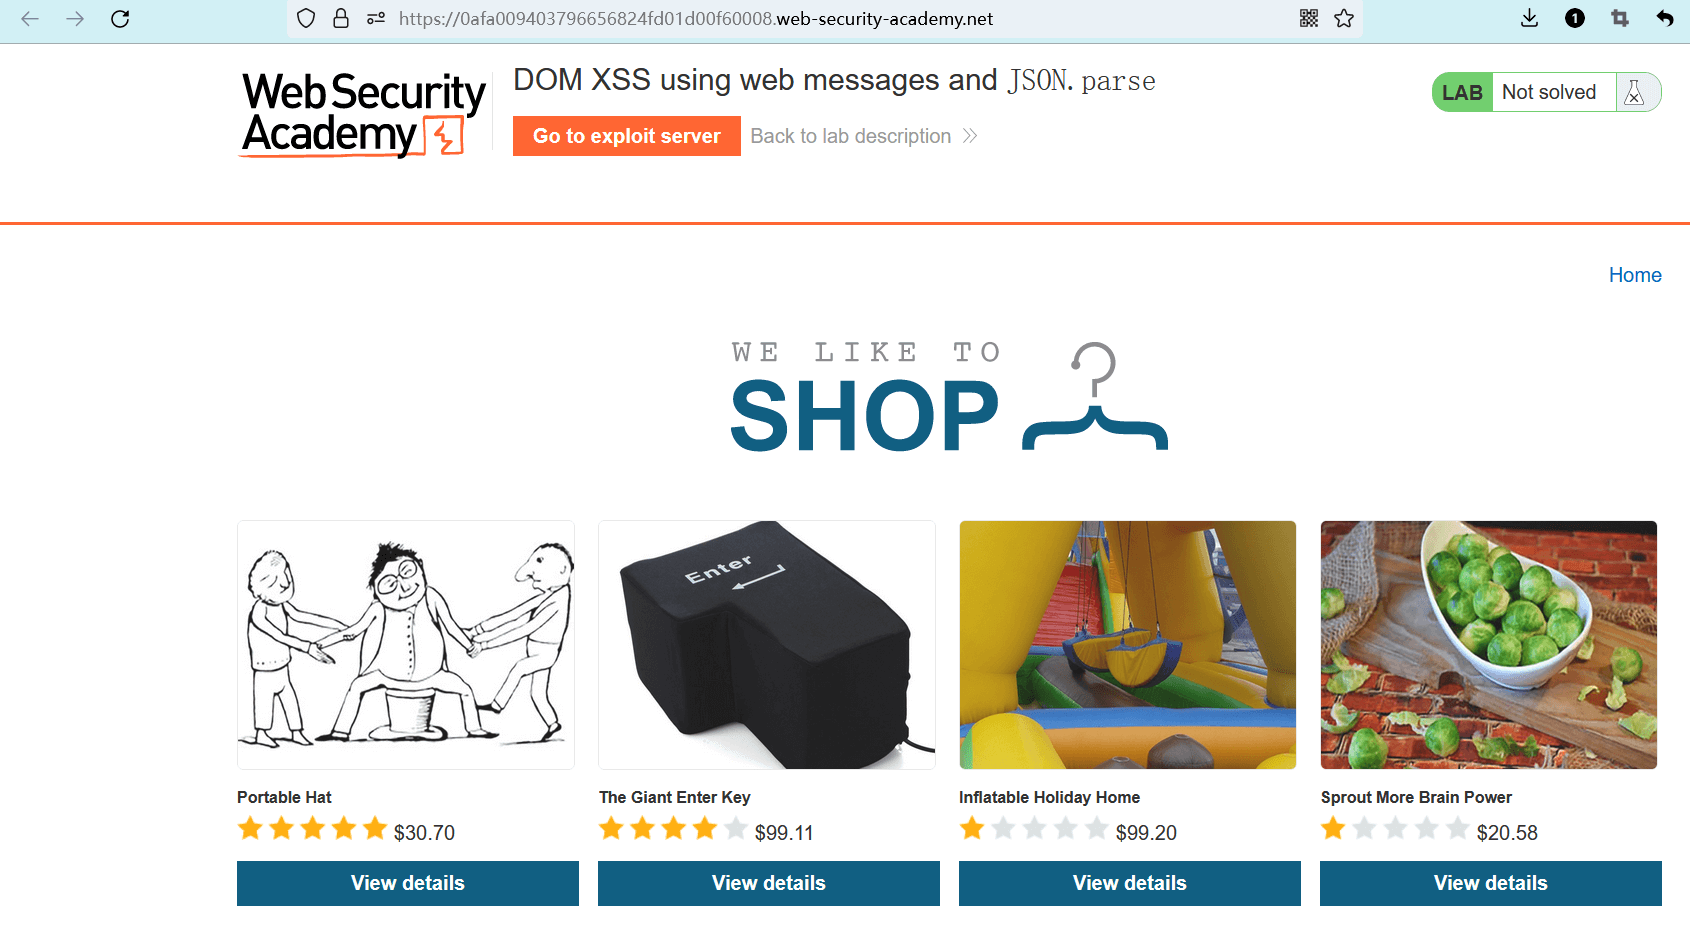 https://0afa009403796656824fd01d00f60008.web-security-academy.net
1
Web Security
Academy
DOM XSS using web messages and JSON.parse
Go to exploit server
Back to lab description
LAB
Not solved
Home
WE LIKE TO
SHOP
Enter
Portable Hat
$30.70
View details
The Giant Enter Key
$99.11
View details
Inflatable Holiday Home
$99.20
View details
Sprout More Brain Power
$20.58
View details